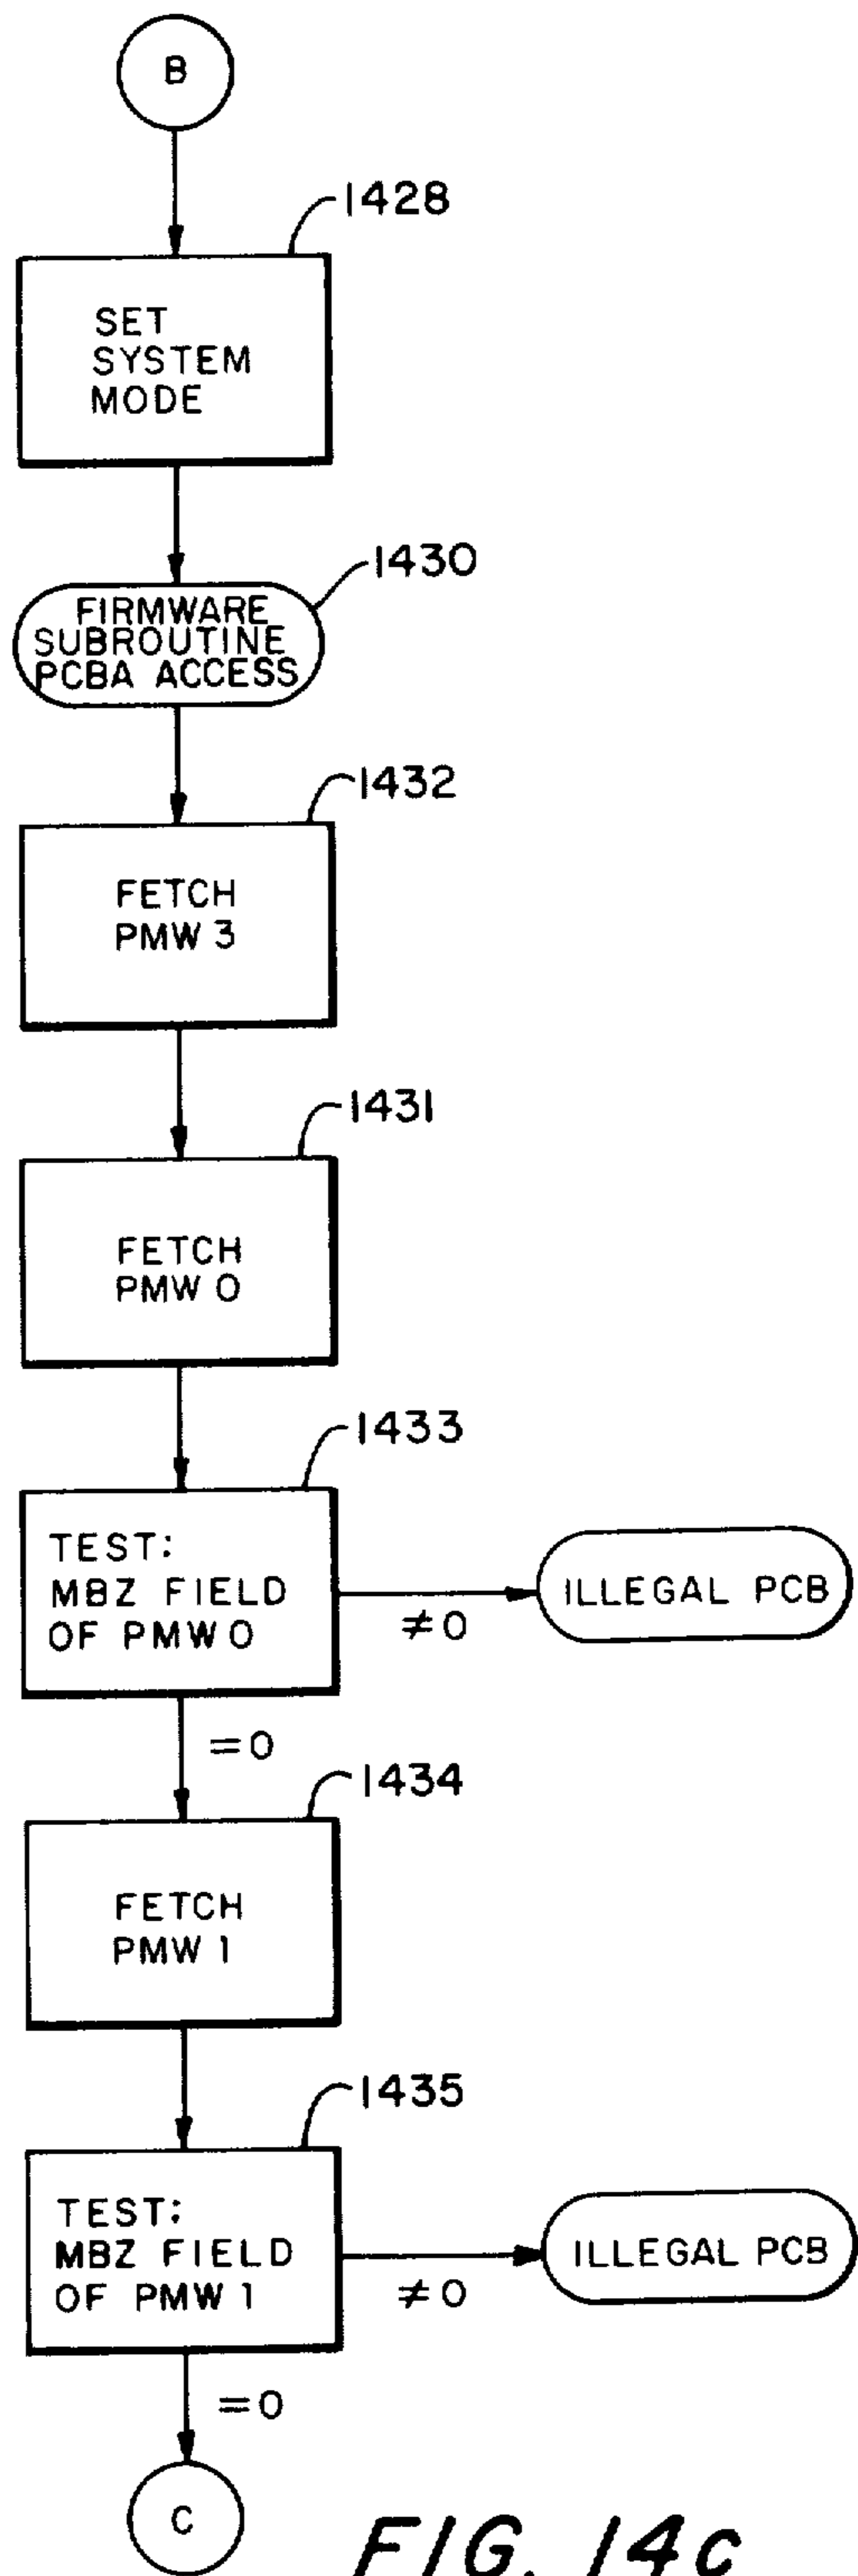 B
1428
SET
SYSTEM
MODE
1430
FIRMWARE
SUBROUTINE
PCBA ACCESS
1432
FETCH
PMW 3
1431
FETCH
PMW 0
1433
TEST:
MBZ FIELD
OF PMW 0
≠0
ILLEGAL PCB
=0
1434
FETCH
PMW 1
1435
TEST:
MBZ FIELD
OF PMW 1
≠0
ILLEGAL PCB
=0
C
FIG. 14c